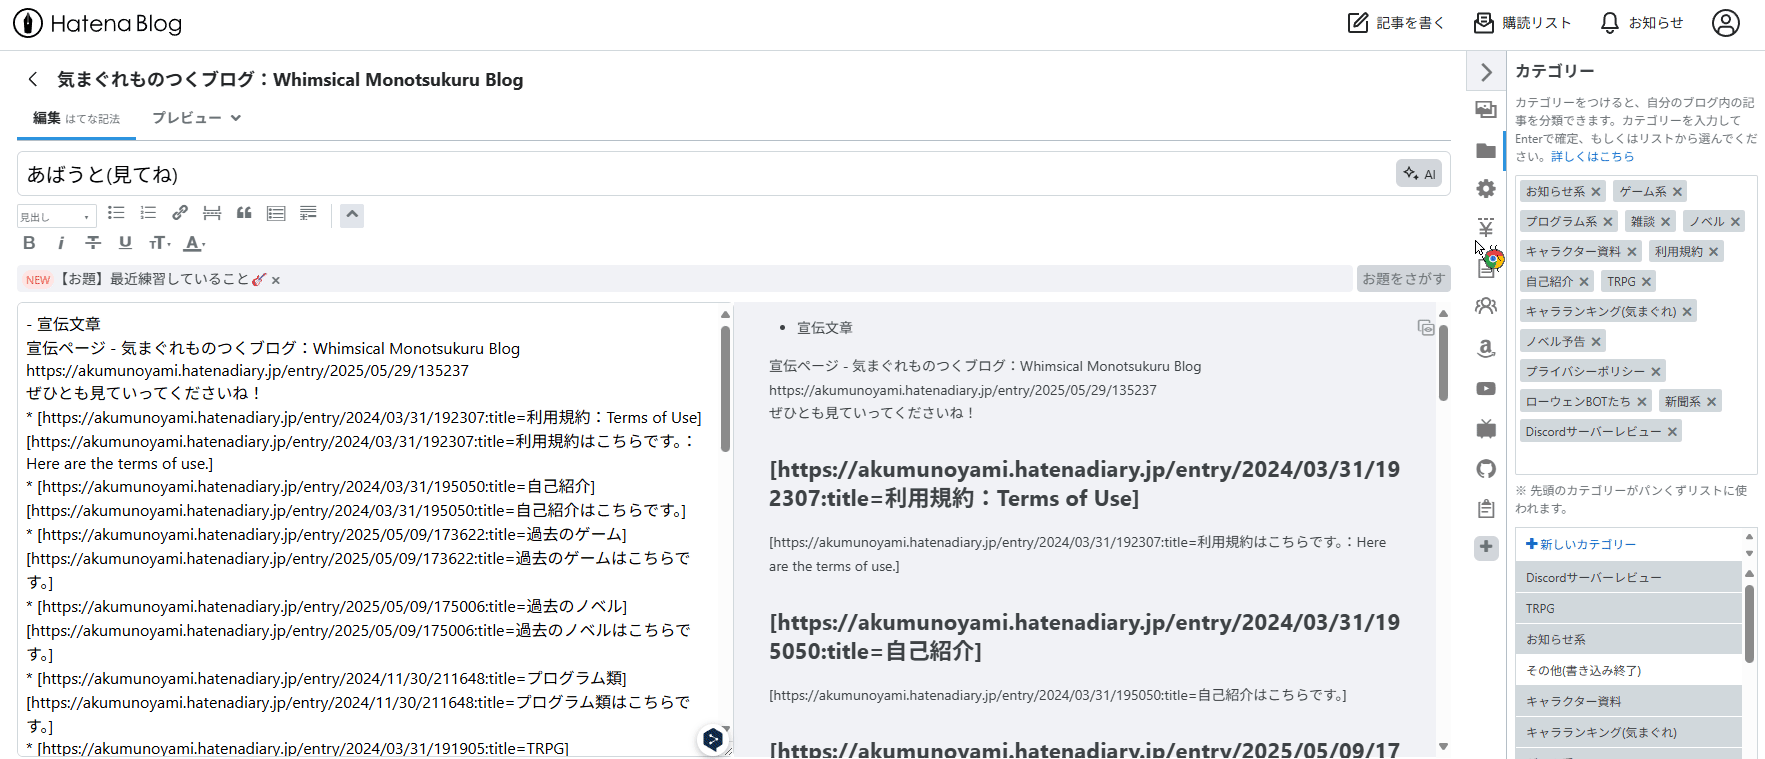 Hatena Blog
記事を書く
購読リスト
お知らせ
気まぐれものつくブログ：Whimsical Monotsukuru Blog
編集 はてな記法
プレビュー
あばうと(見てね)
AI
見出し
B i T U TT A
NEW 【お題】最近練習していること🎸 ×
お題をさがす
- 宣伝文章
宣伝ページ - 気まぐれものつくブログ：Whimsical Monotsukuru Blog
https://akumunoyami.hatenadiary.jp/entry/2025/05/29/135237
ぜひとも見ていってくださいね！
* [https://akumunoyami.hatenadiary.jp/entry/2024/03/31/192307:title=利用規約：Terms of Use]
[https://akumunoyami.hatenadiary.jp/entry/2024/03/31/192307:title=利用規約はこちらです。：
Here are the terms of use.]
* [https://akumunoyami.hatenadiary.jp/entry/2024/03/31/195050:title=自己紹介]
[https://akumunoyami.hatenadiary.jp/entry/2024/03/31/195050:title=自己紹介はこちらです。]
* [https://akumunoyami.hatenadiary.jp/entry/2025/05/09/173622:title=過去のゲーム]
[https://akumunoyami.hatenadiary.jp/entry/2025/05/09/173622:title=過去のゲームはこちらで
す。]
* [https://akumunoyami.hatenadiary.jp/entry/2025/05/09/175006:title=過去のノベル]
[https://akumunoyami.hatenadiary.jp/entry/2025/05/09/175006:title=過去のノベルはこちらで
す。]
* [https://akumunoyami.hatenadiary.jp/entry/2024/11/30/211648:title=プログラム類]
[https://akumunoyami.hatenadiary.jp/entry/2024/11/30/211648:title=プログラム類はこちらで
す。]
* [https://akumunoyami.hatenadiary.jp/entry/2024/03/31/191905:title=TRPG]
• 宣伝文章
宣伝ページ - 気まぐれものつくブログ：Whimsical Monotsukuru Blog
https://akumunoyami.hatenadiary.jp/entry/2025/05/29/135237
ぜひとも見ていってくださいね！
[https://akumunoyami.hatenadiary.jp/entry/2024/03/31/19
2307:title=利用規約：Terms of Use]
[https://akumunoyami.hatenadiary.jp/entry/2024/03/31/192307:title=利用規約はこちらです。：Here
are the terms of use.]
[https://akumunoyami.hatenadiary.jp/entry/2024/03/31/19
5050:title=自己紹介]
[https://akumunoyami.hatenadiary.jp/entry/2024/03/31/195050:title=自己紹介はこちらです。]
[https://akumunoyami.hatenadiary.jp/entry/2025/05/09/17
カテゴリー
カテゴリーをつけると、自分のブログ内の記
事を分類できます。カテゴリーを入力して
Enterで確定、もしくはリストから選んでくだ
さい。詳しくはこちら
お知らせ系 × ゲーム系 ×
プログラム系 × 雑談 × ノベル ×
キャラクター資料 × 利用規約 ×
自己紹介 × TRPG ×
キャラランキング(気まぐれ) ×
ノベル予告 ×
プライバシーポリシー ×
ローウェンBOTたち × 新聞系 ×
Discordサーバーレビュー ×
※ 先頭のカテゴリーがパンくずリストに使
われます。
+新しいカテゴリー
Discordサーバーレビュー
TRPG
お知らせ系
その他(書き込み終了)
キャラクター資料
キャラランキング(気まぐれ)